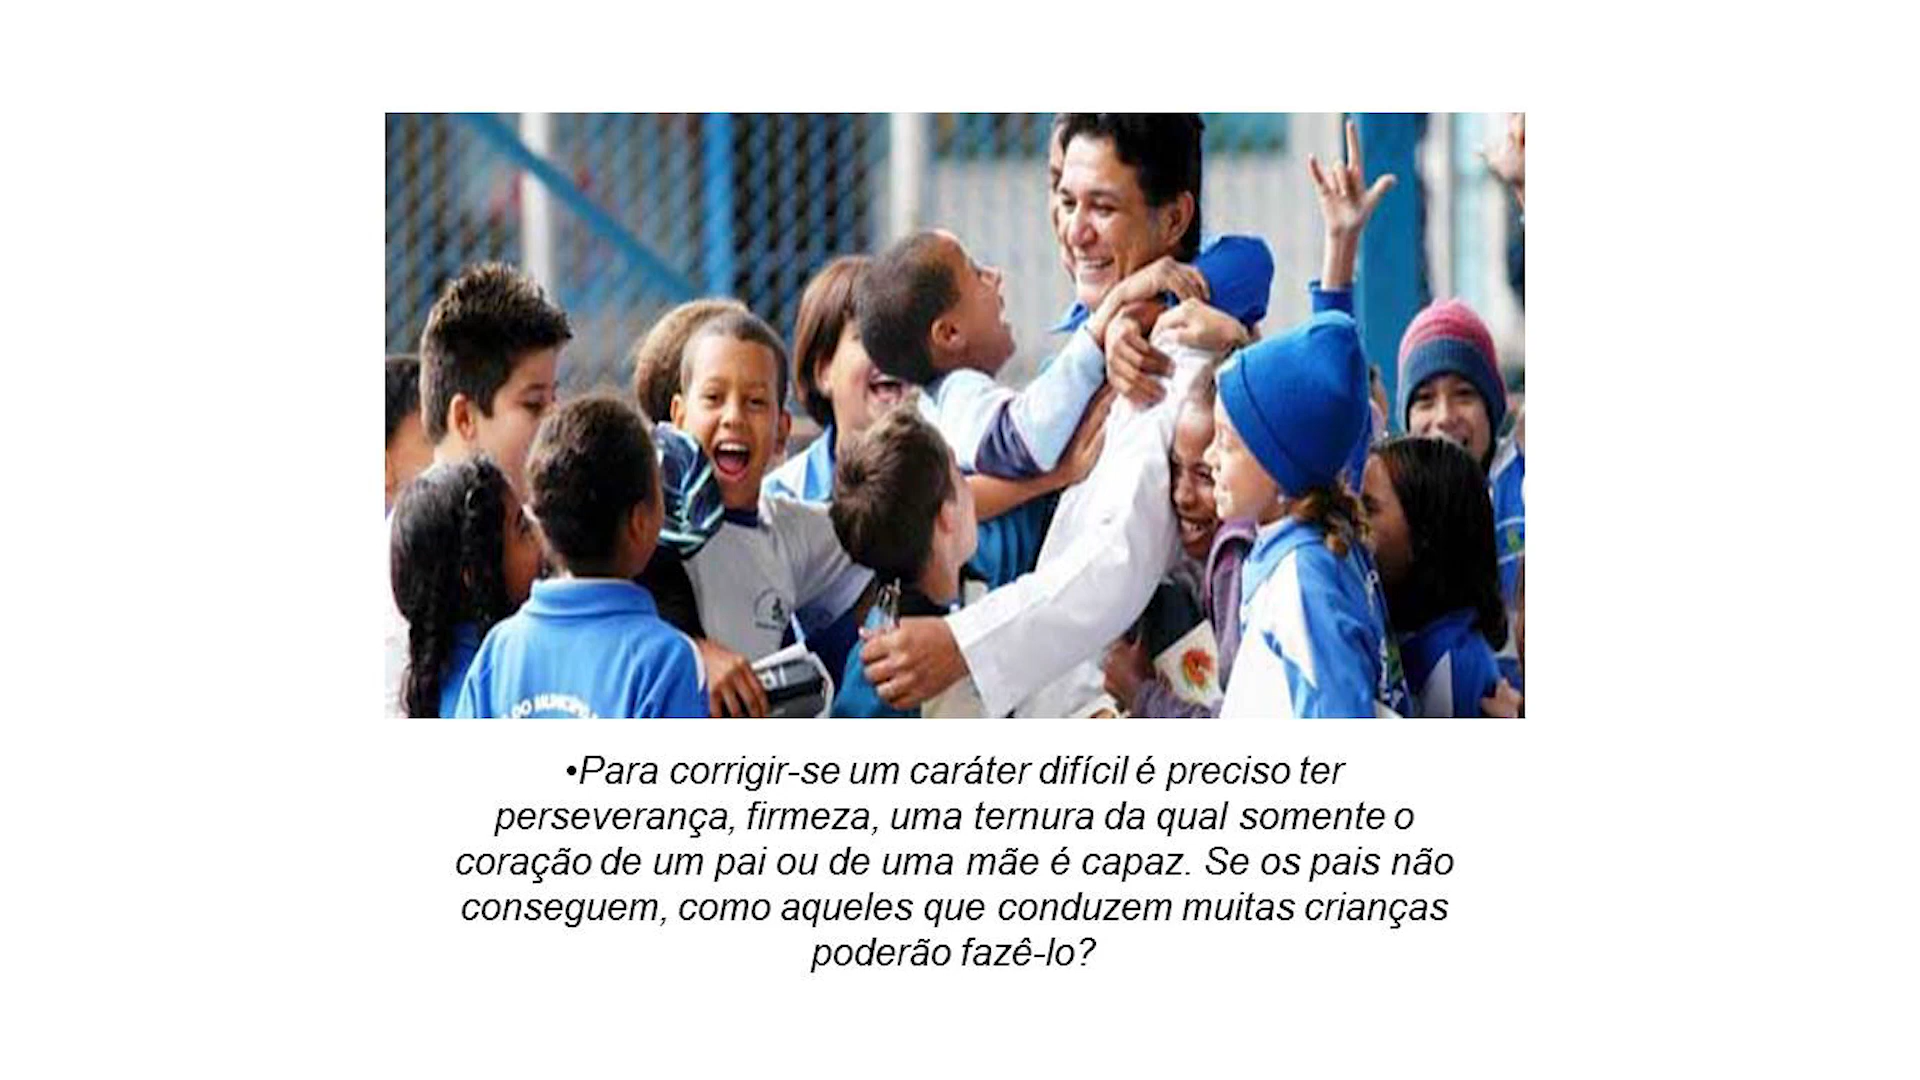 DO MUNICÍPI
•Para corrigir-se um caráter difícil é preciso ter
perseverança, firmeza, uma ternura da qual somente o
coração de um pai ou de uma mãe é capaz. Se os pais não
conseguem, como aqueles que conduzem muitas crianças
poderão fazê-lo?